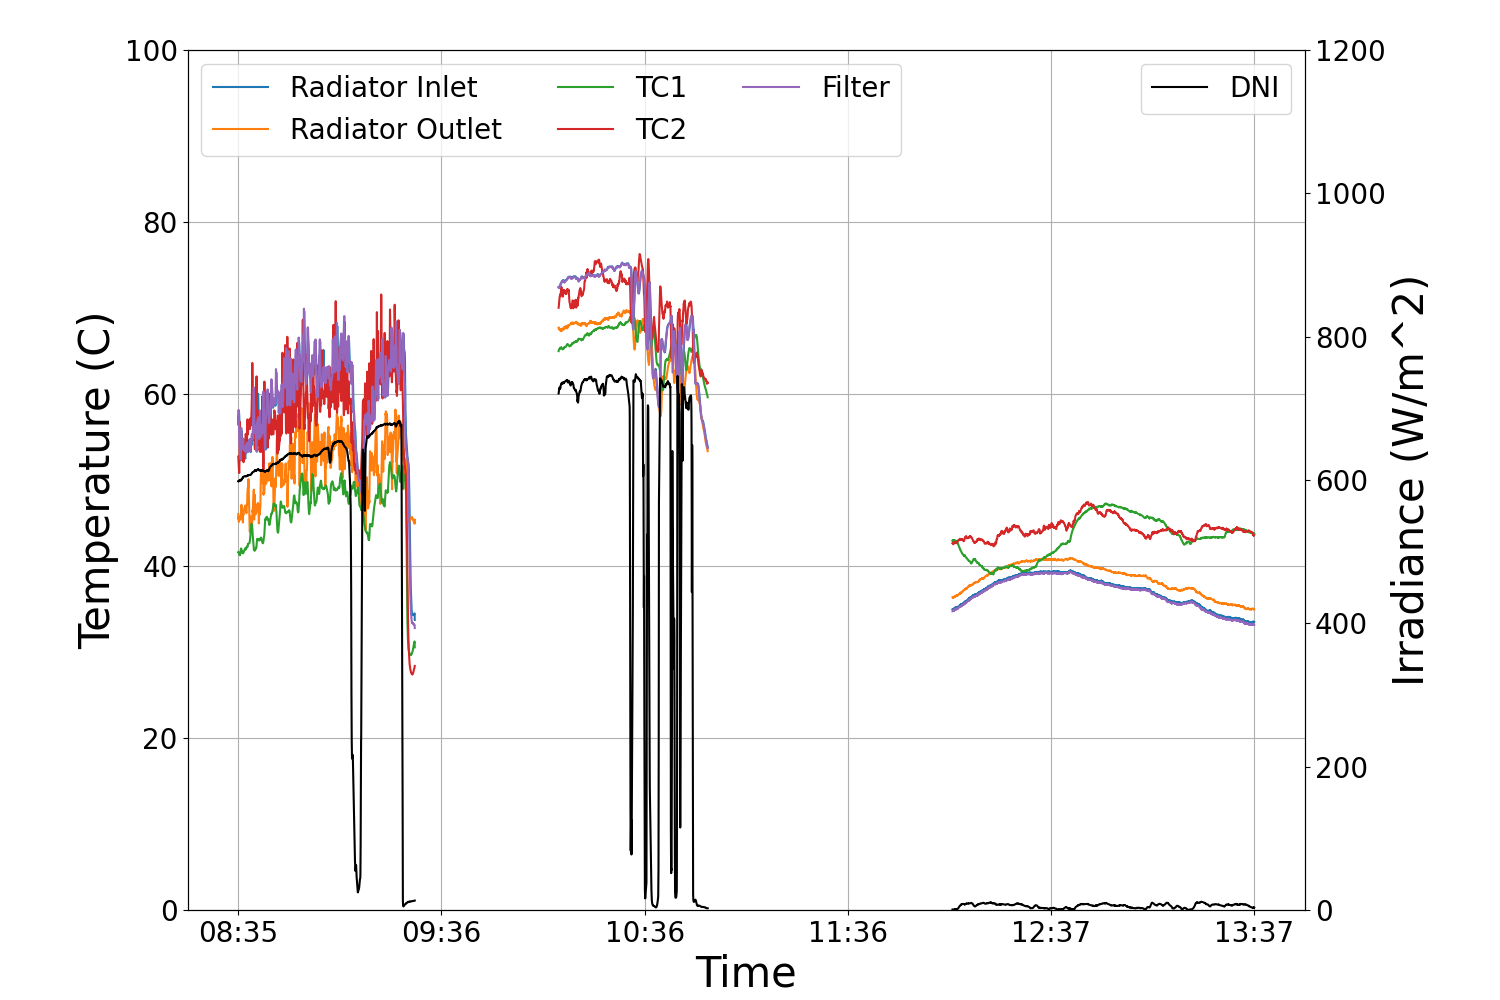 Radiator Inlet
Radiator Outlet
TC1
TC2
Filter
DNI
Temperature (C)
100
80
60
40
20
0
1200
1000
800
600
400
200
0
Irradiance (W/m^2)
08:35 09:36 10:36 11:36 12:37 13:37
Time